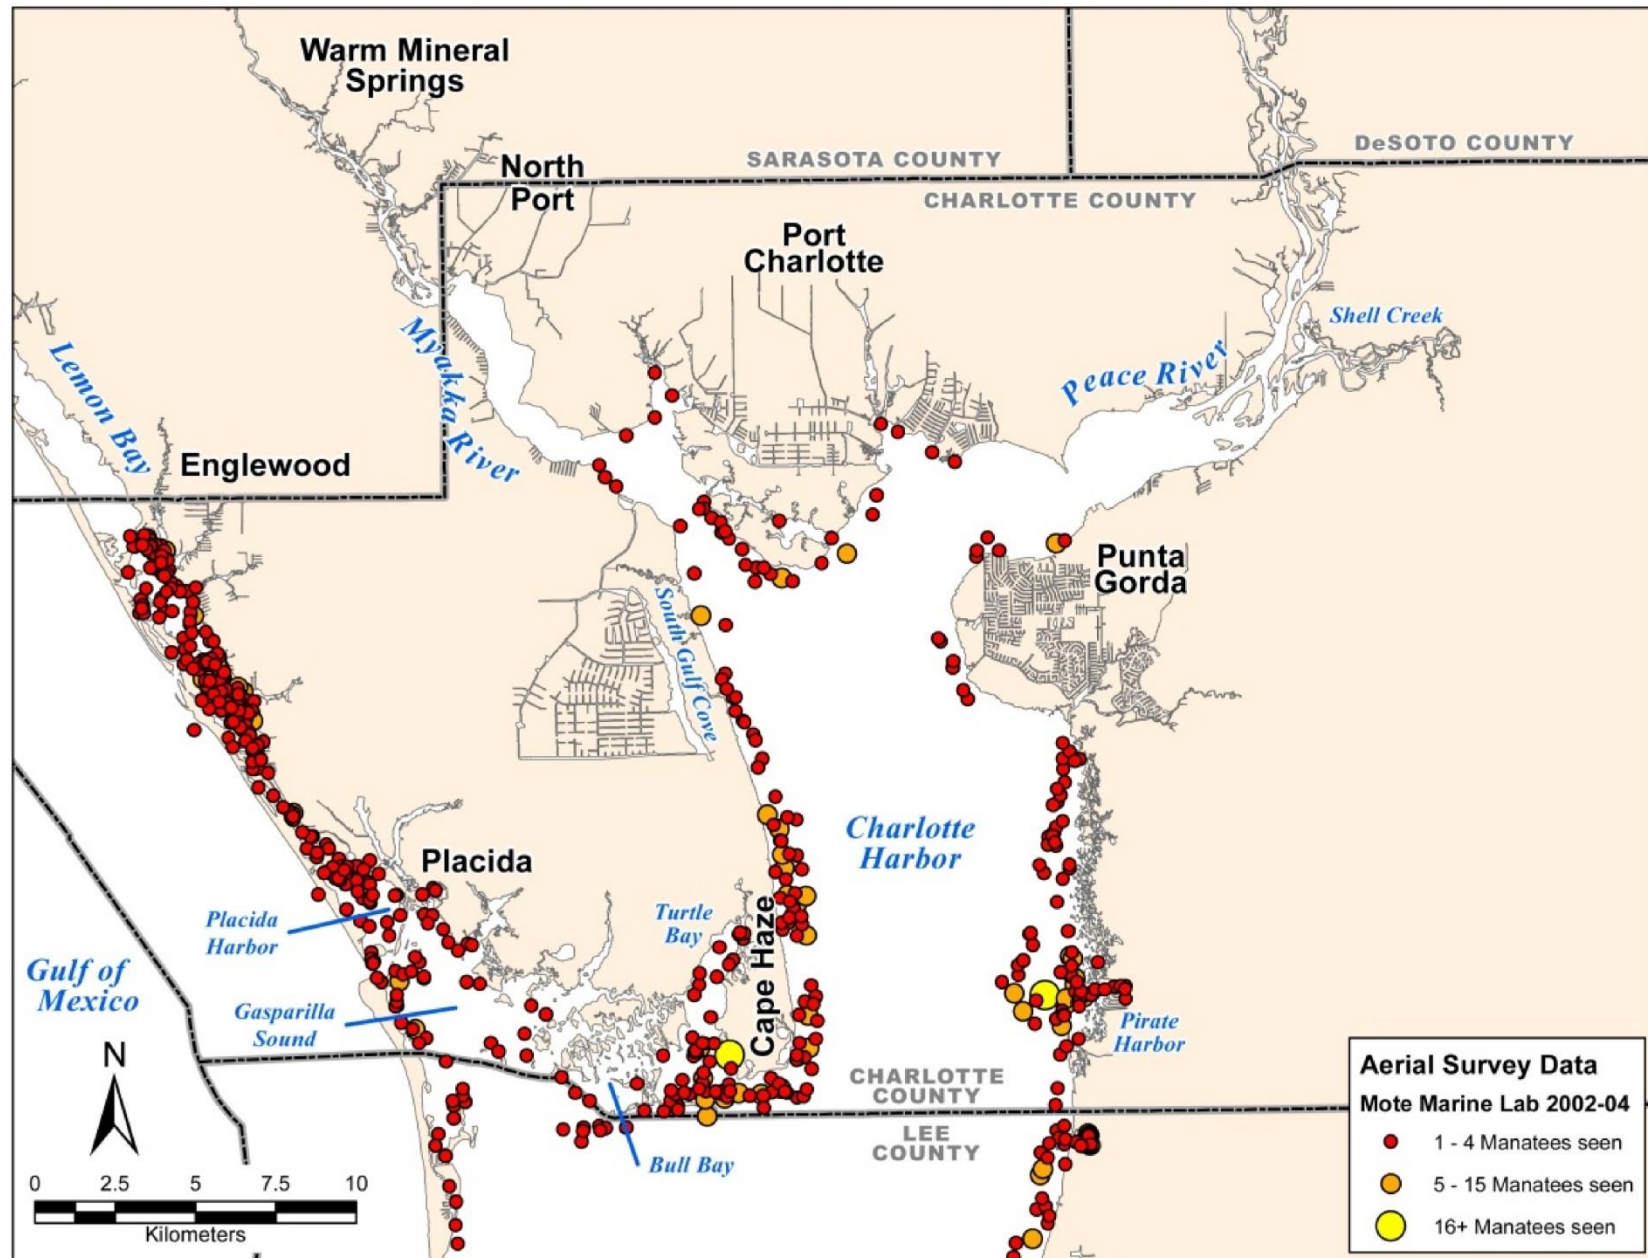 Warm Mineral
Springs
North
Port
SARASOTA COUNTY
DeSOTO COUNTY
CHARLOTTE COUNTY
Port
Charlotte
Shell Creek
Peace River
Myakka River
Lemon Bay
Englewood
Punta
Gorda
South Gulf Cove
Charlotte
Harbor
Placida
Placida
Harbor
Turtle
Bay
Cape Haze
Gulf of
Mexico
Gasparilla
Sound
Pirate
Harbor
N
CHARLOTTE
COUNTY
LEE
COUNTY
Bull Bay
0 2.5 5 7.5 10
Kilometers
Aerial Survey Data
Mote Marine Lab 2002-04
1 - 4 Manatees seen
5 - 15 Manatees seen
16+ Manatees seen